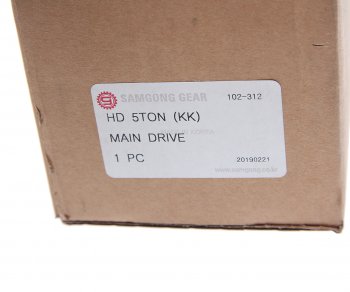 SAMGONG GEAR 102-312
HD 5TON (KK)
MAIN DRIVE
1 PC 20190221
www.samgong.co.kr